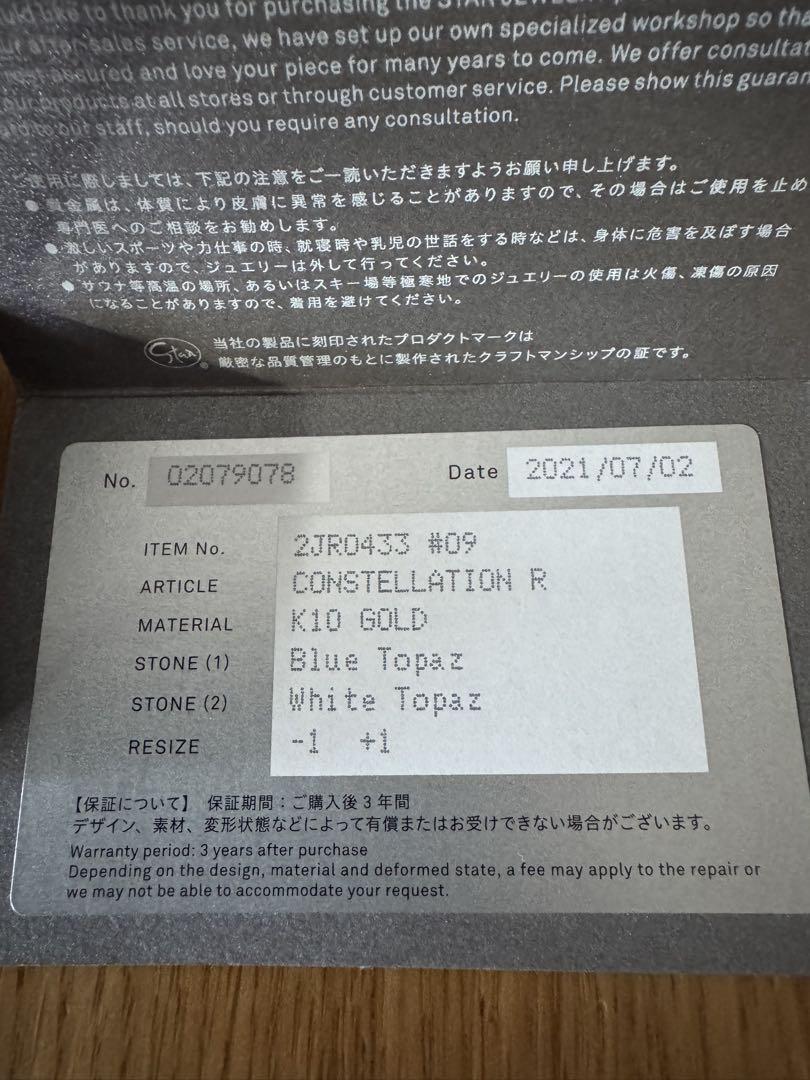 to thank you for purchasing the STAR JEWELRY
after-sales service, we have set up our own specialized workshop so that
assured and love your piece for many years to come. We offer
our products at all stores or through customer service. Please show this
to our staff, should you require any consultation.
ご使用に際しましては、下記の注意をご一読いただきますようお願い申し上げます。
●貴金属は、体質により皮膚に異常を感じることがありますので、その場合はご使用を止め
専門医へのご相談をお勧めします。
●激しいスポーツや力仕事の時、就寝時や乳児の世話をする時などは、身体に危害を及ぼす場合
がありますので、ジュエリーは外して行ってください。
●サウナ等高温の場所、あるいはスキー場等極寒地でのジュエリーの使用は火傷、凍傷の原因
になることがありますので、着用を避けてください。
Star® 当社の製品に刻印されたプロダクトマークは
厳密な品質管理のもとに製作されたクラフトマンシップの証です。
No. 02079078 Date 2021/07/02
ITEM No. 2JR0433 #09
ARTICLE CONSTELLATION R
MATERIAL K10 GOLD
STONE (1) Blue Topaz
STONE (2) White Topaz
RESIZE -1 +1
【保証について】 保証期間：ご購入後3年間
デザイン、素材、変形状態などによって有償またはお受けできない場合がございます。
Warranty period: 3 years after purchase
Depending on the design, material and deformed state, a fee may apply to the repair or
we may not be able to accommodate your request.